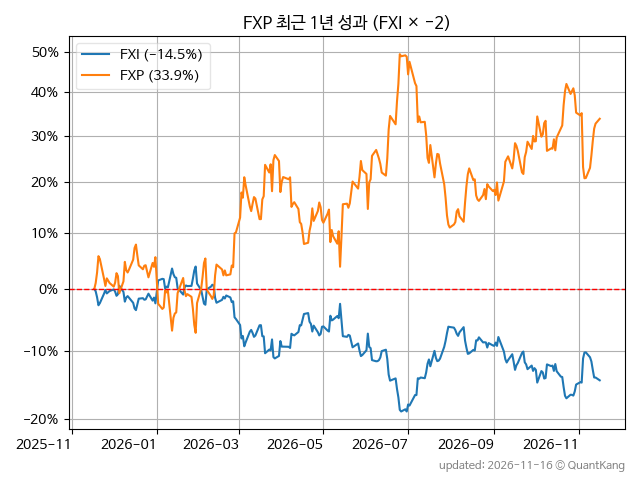 FXP 최근 1년 성과 (FXI × −2)
FXI (−14.5%)
FXP (33.9%)
50%
40%
30%
20%
10%
0%
−10%
−20%
2025−11 2026−01 2026−03 2026−05 2026−07 2026−09 2026−11
updated: 2026-11-16 © QuantKang